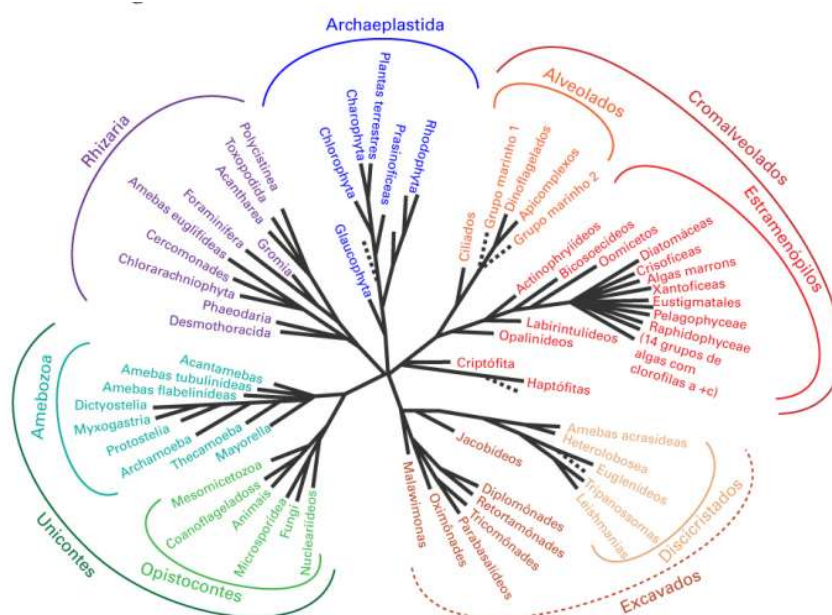 Archaeplastida
Plantas terrestres
Charophyta
Chlorophyta
Prasinofíceas
Rhodophyta
Glaucophyta
Alveolados
Cromalveolados
Estramenópilos
Ciliados
Grupo marinho 1
Dinoflagelados
Apicomplexos
Grupo marinho 2
Actinophryiídeos
Bicosoecídeos
Oomicetos
Diatomáceas
Crisofíceas
Algas marrons
Xantofíceas
Eustigmatales
Pelagophyceae
Raphidophyceae
(14 grupos de
algas com
clorofilas a +c)
Labirintulídeos
Opalinídeos
Criptófita
Haptófitas
Amebas acrasídeas
Heterolobosea
Euglenídeos
Tripanossomas
Leishmanias
Discicristados
Jacobídeos
Diplomônades
Retortamônades
Tricomônades
Parabasalídeos
Oximônades
Malawimonas
Excavados
Nucleariídeos
Fungi
Microsporídea
Animais
Coanoflageladoss
Mesomicetozoa
Opistocontes
Unicontes
Amebozoa
Mayorella
Thecamoeba
Archamoeba
Protostelia
Myxogastria
Dictyostelia
Amebas flabelinídeas
Amebas tubulinídeas
Acantamebas
Desmothoracida
Phaeodaria
Chlorarachniophyta
Cercomonades
Amebas euglifídeas
Foraminífera
Gromia
Acantharea
Toxopodida
Polycistínea
Rhizaria